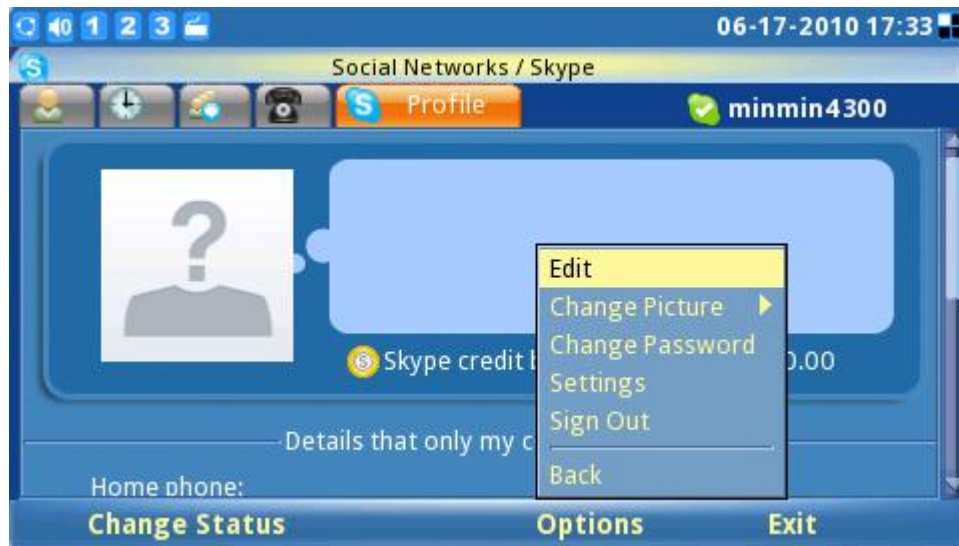 1 2 3 06-17-2010 17:33
S Social Networks / Skype
S Profile minmin4300
?
Edit
Change Picture
Change Password
S Skype credit 0.00
Settings
Sign Out
Details that only my
Back
Home phone:
Change Status Options Exit